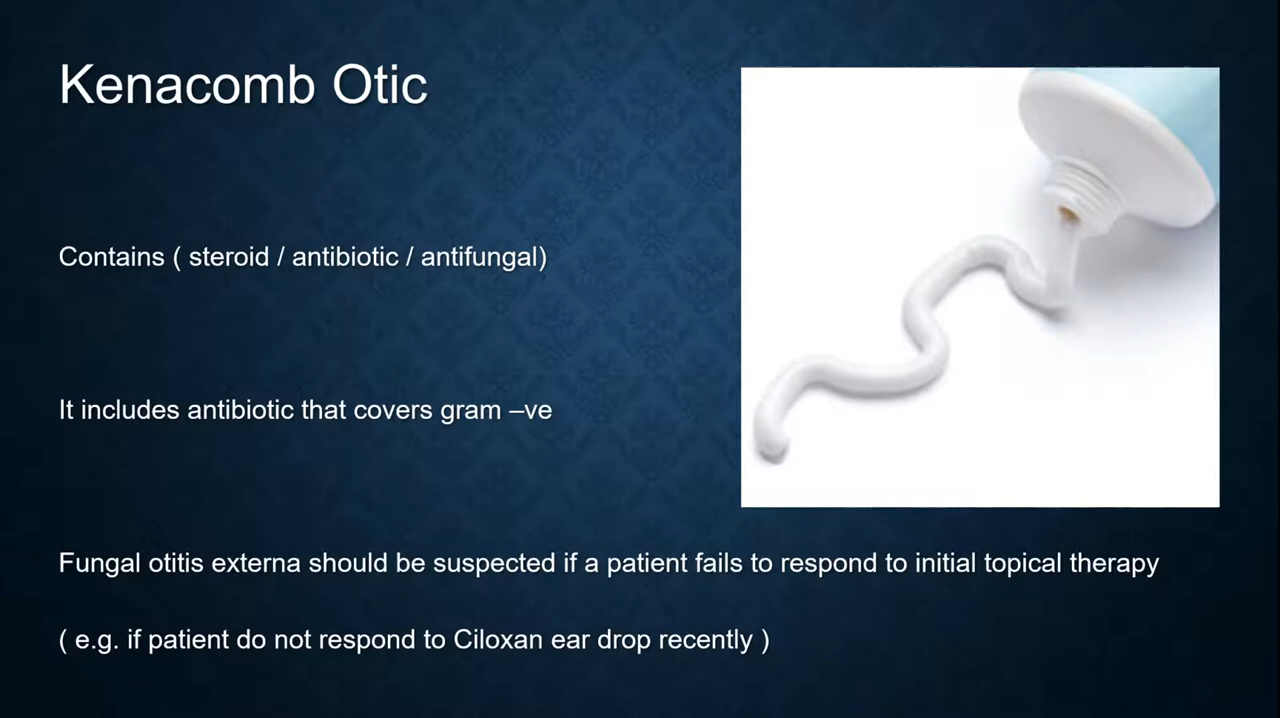 Kenacomb Otic
Contains ( steroid / antibiotic / antifungal)
It includes antibiotic that covers gram –ve
Fungal otitis externa should be suspected if a patient fails to respond to initial topical therapy
( e.g. if patient do not respond to Ciloxan ear drop recently )